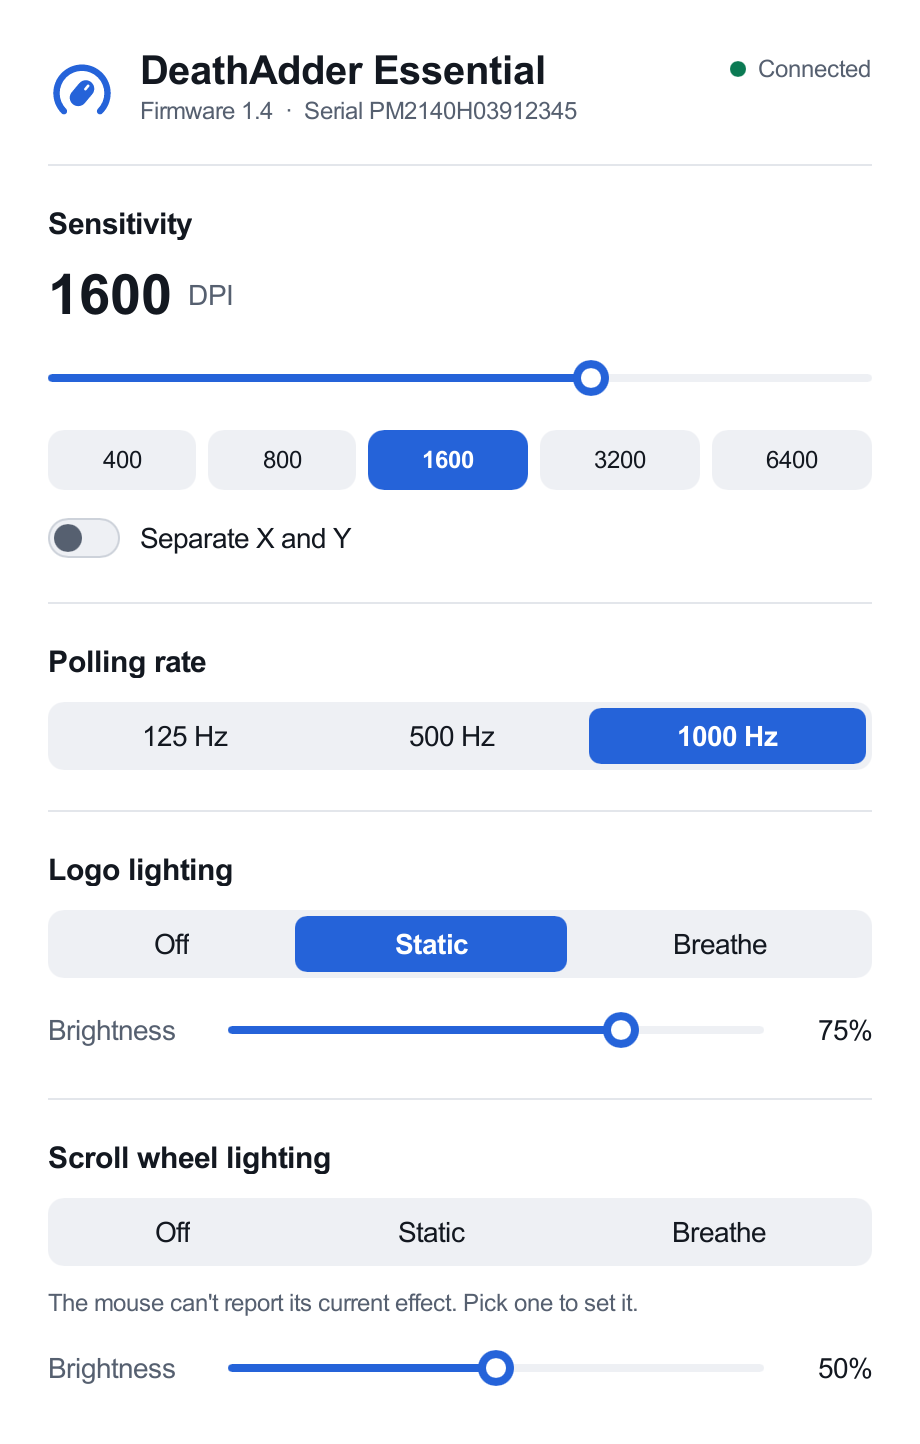 DeathAdder Essential
Connected
Firmware 1.4 · Serial PM2140H03912345
Sensitivity
1600 DPI
400 800 1600 3200 6400
Separate X and Y
Polling rate
125 Hz 500 Hz 1000 Hz
Logo lighting
Off Static Breathe
Brightness 75%
Scroll wheel lighting
Off Static Breathe
The mouse can't report its current effect. Pick one to set it.
Brightness 50%